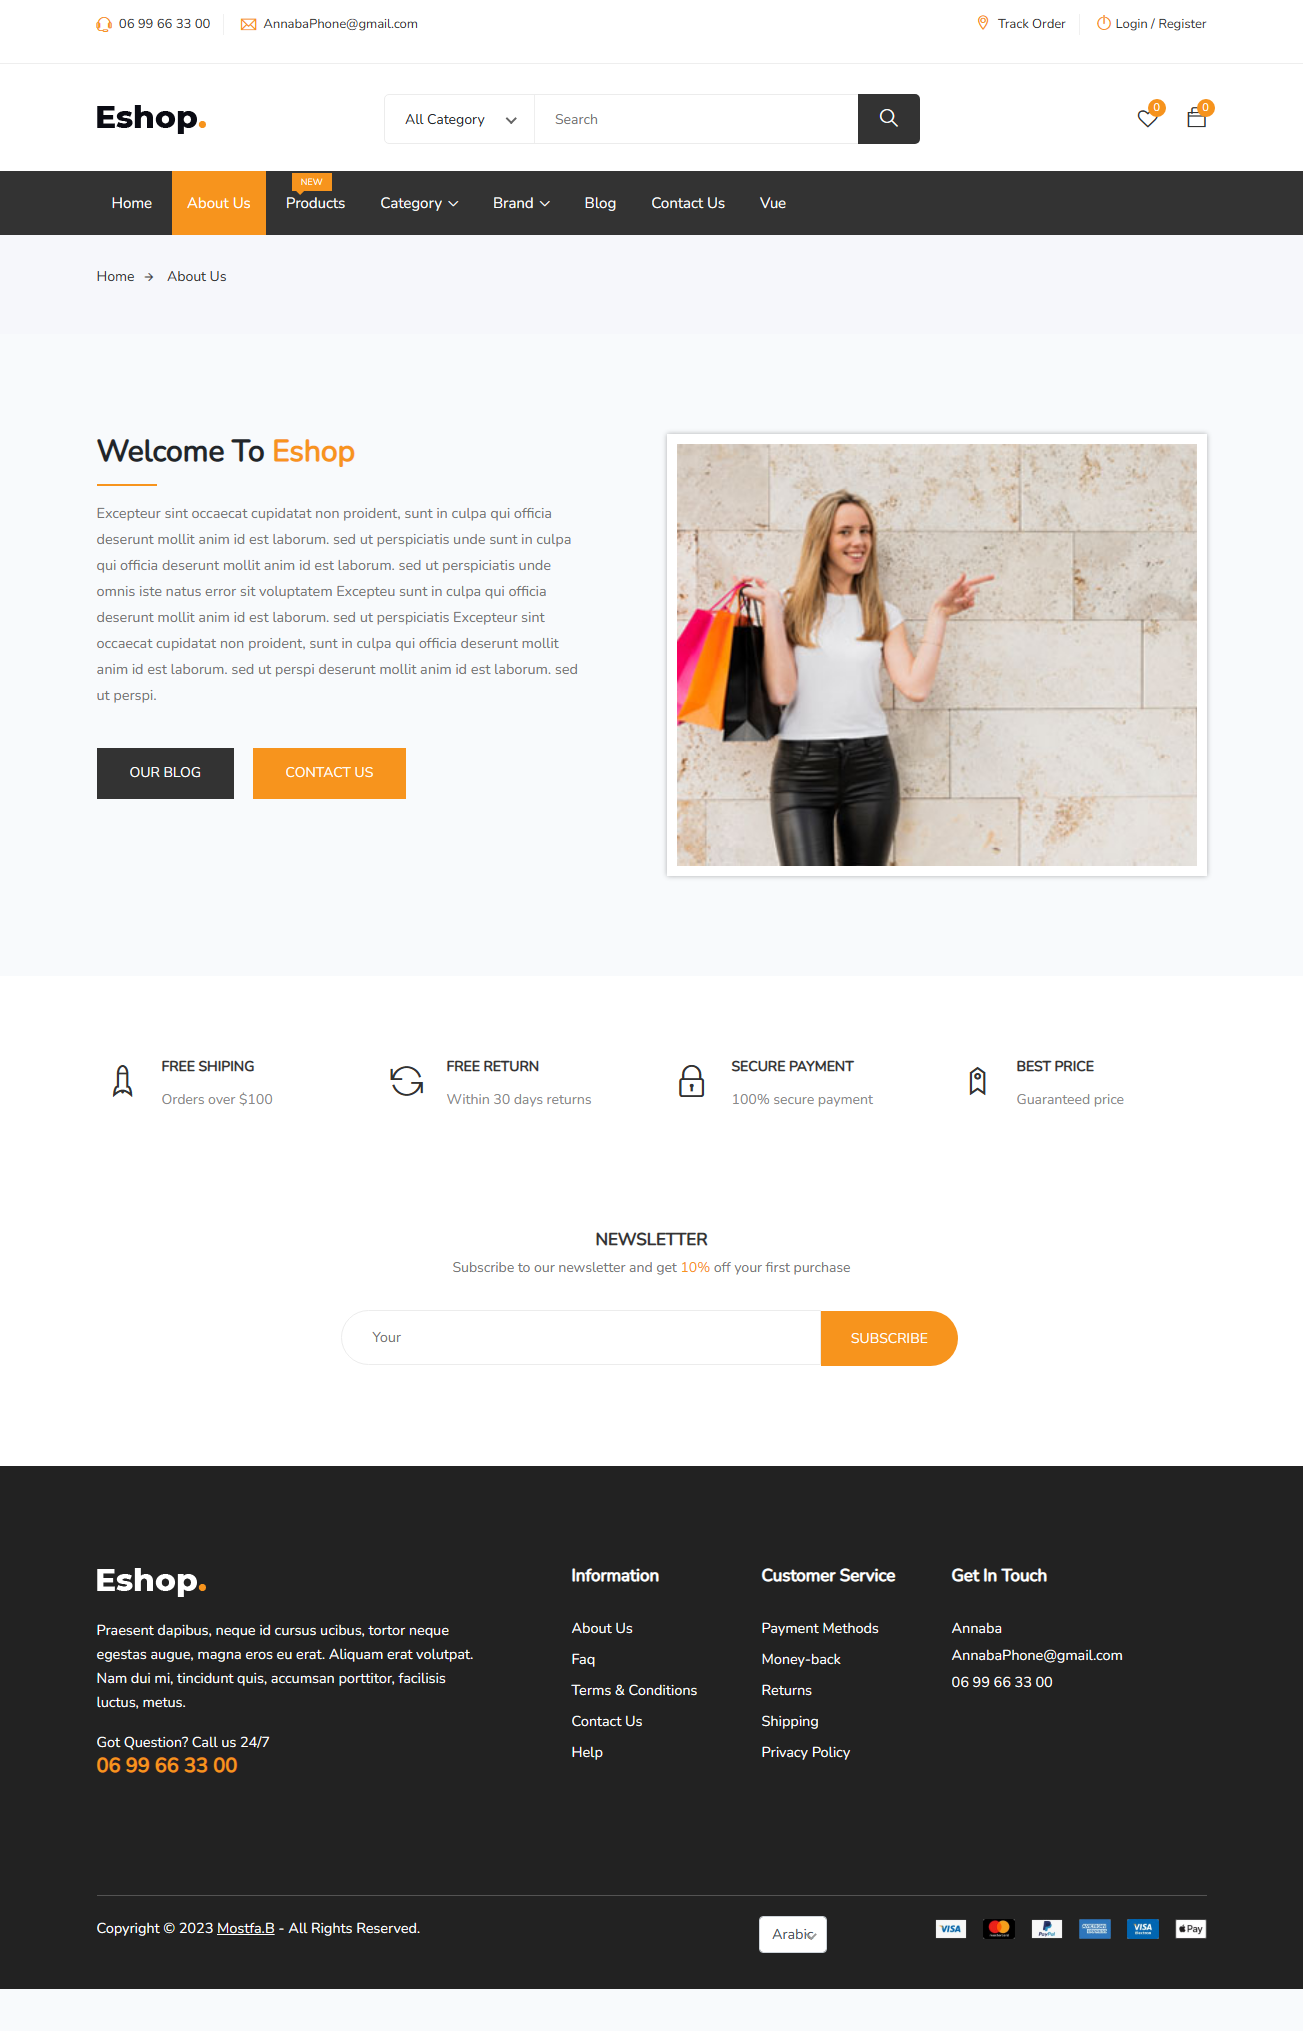 06 99 66 33 00 AnnabaPhone@gmail.com Track Order Login / Register
Eshop. All Category Search 0 0
NEW
Home About Us Products Category Brand Blog Contact Us Vue
Home → About Us
Welcome To Eshop
Excepteur sint occaecat cupidatat non proident, sunt in culpa qui officia
deserunt mollit anim id est laborum. sed ut perspiciatis unde sunt in culpa
qui officia deserunt mollit anim id est laborum. sed ut perspiciatis unde
omnis iste natus error sit voluptatem Excepteu sunt in culpa qui officia
deserunt mollit anim id est laborum. sed ut perspiciatis Excepteur sint
occaecat cupidatat non proident, sunt in culpa qui officia deserunt mollit
anim id est laborum. sed ut perspi deserunt mollit anim id est laborum. sed
ut perspi.
OUR BLOG CONTACT US
FREE SHIPING
Orders over $100
FREE RETURN
Within 30 days returns
SECURE PAYMENT
100% secure payment
BEST PRICE
Guaranteed price
NEWSLETTER
Subscribe to our newsletter and get 10% off your first purchase
Your SUBSCRIBE
Eshop.
Praesent dapibus, neque id cursus ucibus, tortor neque
egestas augue, magna eros eu erat. Aliquam erat volutpat.
Nam dui mi, tincidunt quis, accumsan porttitor, facilisis
luctus, metus.
Got Question? Call us 24/7
06 99 66 33 00
Information
About Us
Faq
Terms & Conditions
Contact Us
Help
Customer Service
Payment Methods
Money-back
Returns
Shipping
Privacy Policy
Get In Touch
Annaba
AnnabaPhone@gmail.com
06 99 66 33 00
Copyright © 2023 Mostfa.B - All Rights Reserved.
Arabic
VISA PayPal VISA Pay